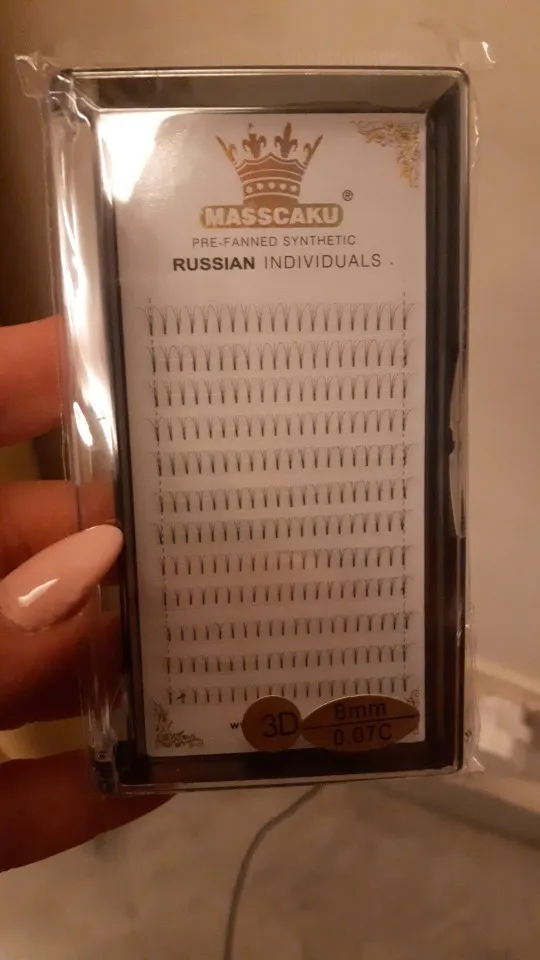 MASSCAKU ®
PRE-FANNED SYNTHETIC
RUSSIAN INDIVIDUALS .
3D
8mm
0.07C